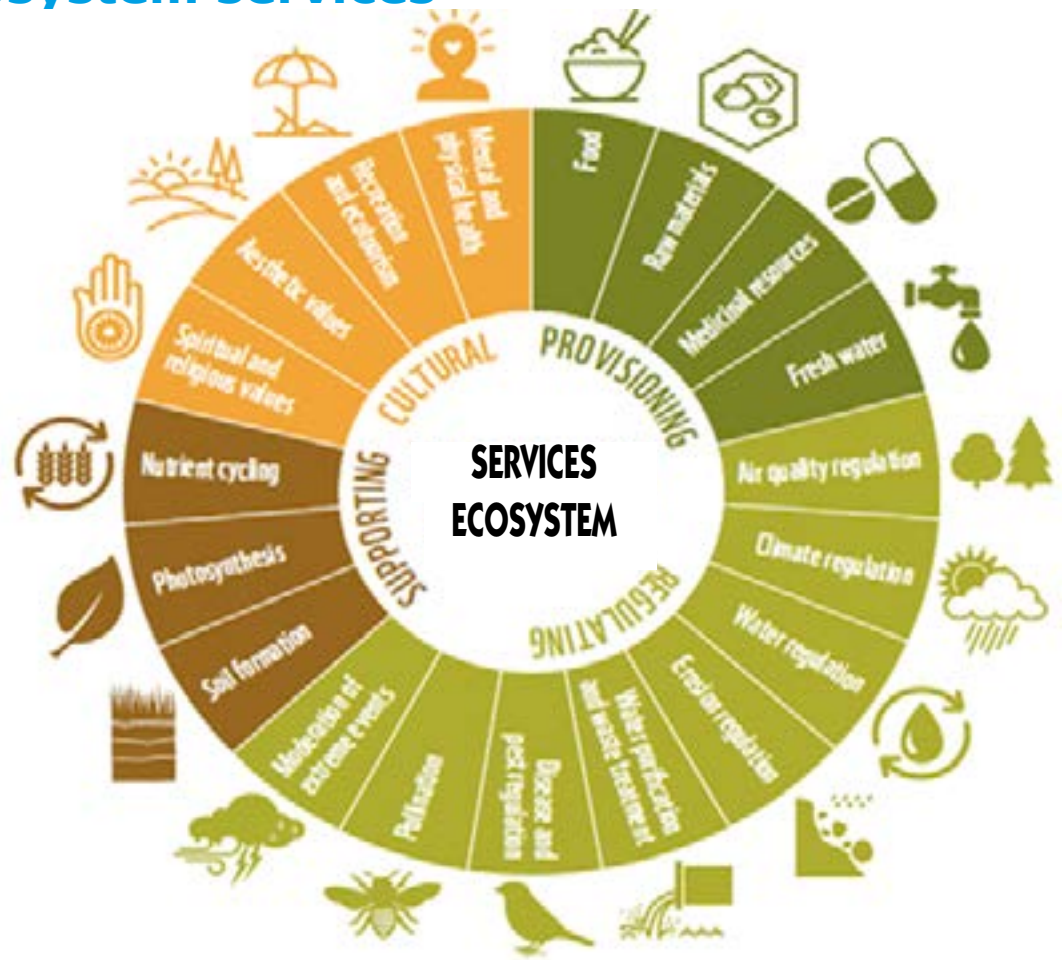 Food
Raw materials
Medicinal resources
Fresh water
Air quality regulation
Climate regulation
Water regulation
Erosion regulation
Water purification
and waste treatment
Disease and
pest regulation
Pollination
Moderation of
extreme events
Soil formation
Photosynthesis
Nutrient cycling
Spiritual and
religious values
Aesthetic values
Recreation
and ecotourism
Mental and
physical health
PROVISIONING
REGULATING
SUPPORTING
CULTURAL
SERVICES
ECOSYSTEM